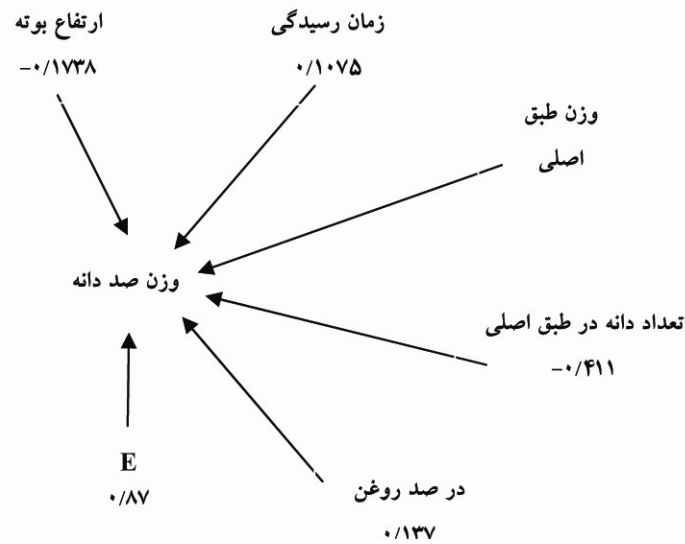 ارتفاع بوته
-۰/۱۷۳۸
زمان رسیدگی
۰/۱۰۷۵
وزن طبق
اصلی
وزن صد دانه
تعداد دانه در طبق اصلی
-۰/۴۱۱
E
۰/۸۷
در صد روغن
۰/۱۳۷